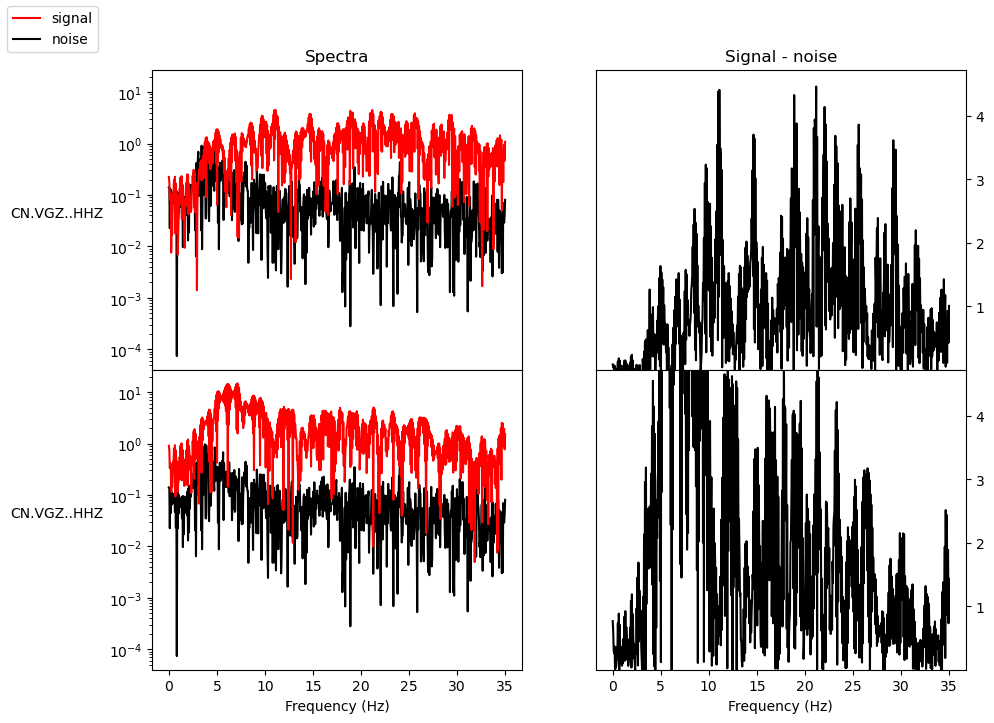 signal
noise
Spectra
Signal - noise
10¹
10⁰
10⁻¹
10⁻²
10⁻³
10⁻⁴
CN.VGZ..HHZ
4
3
2
1
10¹
10⁰
10⁻¹
10⁻²
10⁻³
10⁻⁴
CN.VGZ..HHZ
4
3
2
1
0 5 10 15 20 25 30 35
Frequency (Hz)
0 5 10 15 20 25 30 35
Frequency (Hz)